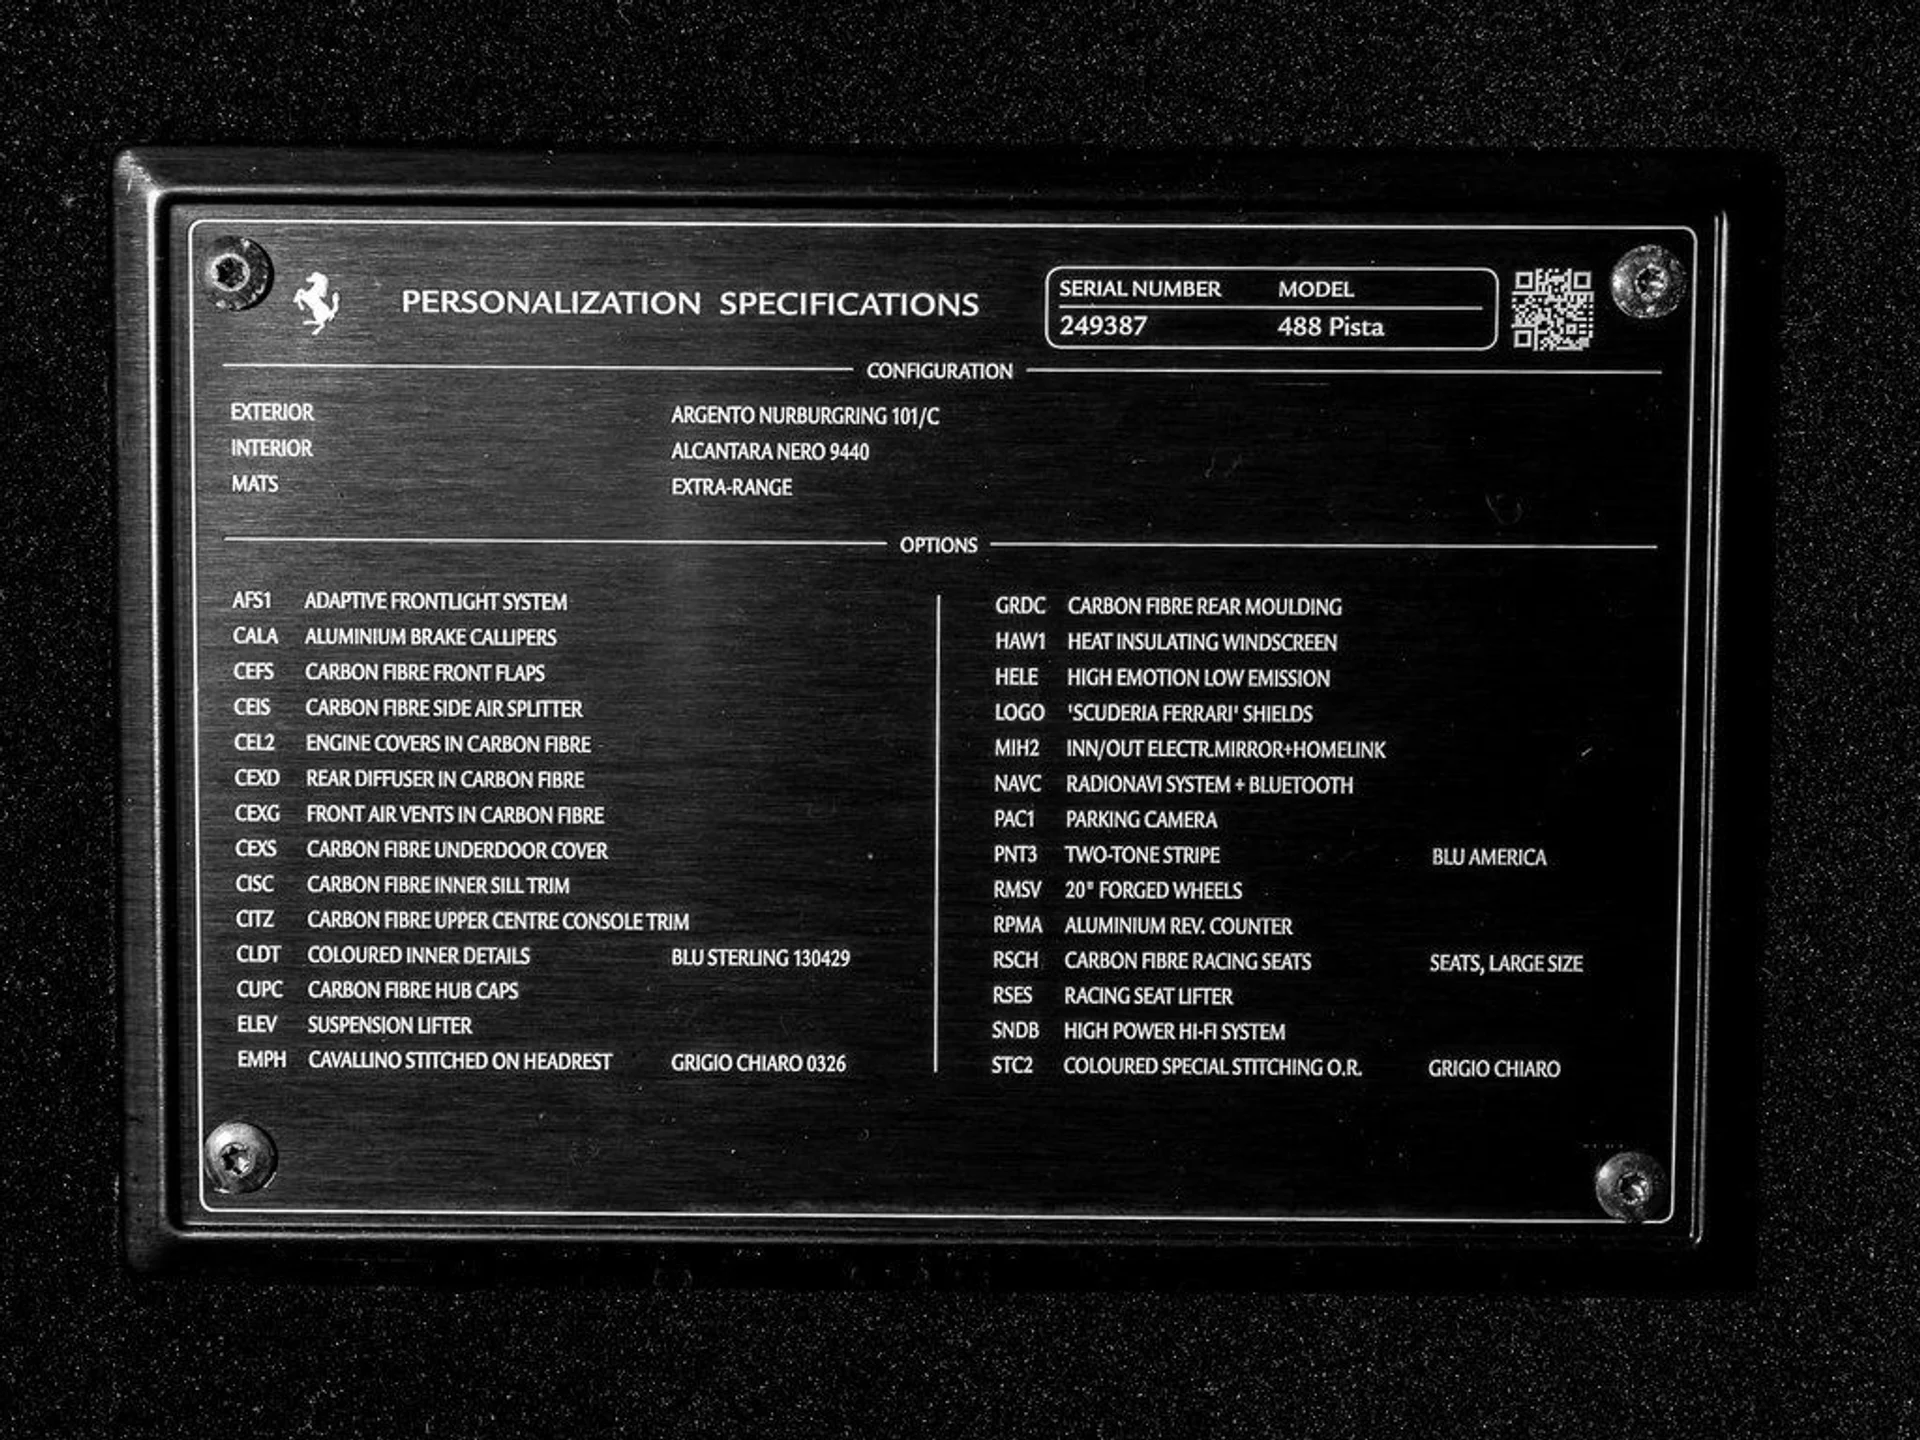 PERSONALIZATION SPECIFICATIONS
SERIAL NUMBER MODEL
249387 488 Pista
CONFIGURATION
EXTERIOR ARGENTO NURBURGRING 101/C
INTERIOR ALCANTARA NERO 9440
MATS EXTRA-RANGE
OPTIONS
AFS1 ADAPTIVE FRONTLIGHT SYSTEM
CALA ALUMINIUM BRAKE CALLIPERS
CEFS CARBON FIBRE FRONT FLAPS
CEIS CARBON FIBRE SIDE AIR SPLITTER
CEL2 ENGINE COVERS IN CARBON FIBRE
CEXD REAR DIFFUSER IN CARBON FIBRE
CEXG FRONT AIR VENTS IN CARBON FIBRE
CEXS CARBON FIBRE UNDERDOOR COVER
CISC CARBON FIBRE INNER SILL TRIM
CITZ CARBON FIBRE UPPER CENTRE CONSOLE TRIM
CLDT COLOURED INNER DETAILS BLU STERLING 130429
CUPC CARBON FIBRE HUB CAPS
ELEV SUSPENSION LIFTER
EMPH CAVALLINO STITCHED ON HEADREST GRIGIO CHIARO 0326
GRDC CARBON FIBRE REAR MOULDING
HAW1 HEAT INSULATING WINDSCREEN
HELE HIGH EMOTION LOW EMISSION
LOGO 'SCUDERIA FERRARI' SHIELDS
MIH2 INN/OUT ELECTR.MIRROR+HOMELINK
NAVC RADIONAVI SYSTEM + BLUETOOTH
PAC1 PARKING CAMERA
PNT3 TWO-TONE STRIPE BLU AMERICA
RMSV 20" FORGED WHEELS
RPMA ALUMINIUM REV. COUNTER
RSCH CARBON FIBRE RACING SEATS SEATS, LARGE SIZE
RSES RACING SEAT LIFTER
SNDB HIGH POWER HI-FI SYSTEM
STC2 COLOURED SPECIAL STITCHING O.R. GRIGIO CHIARO